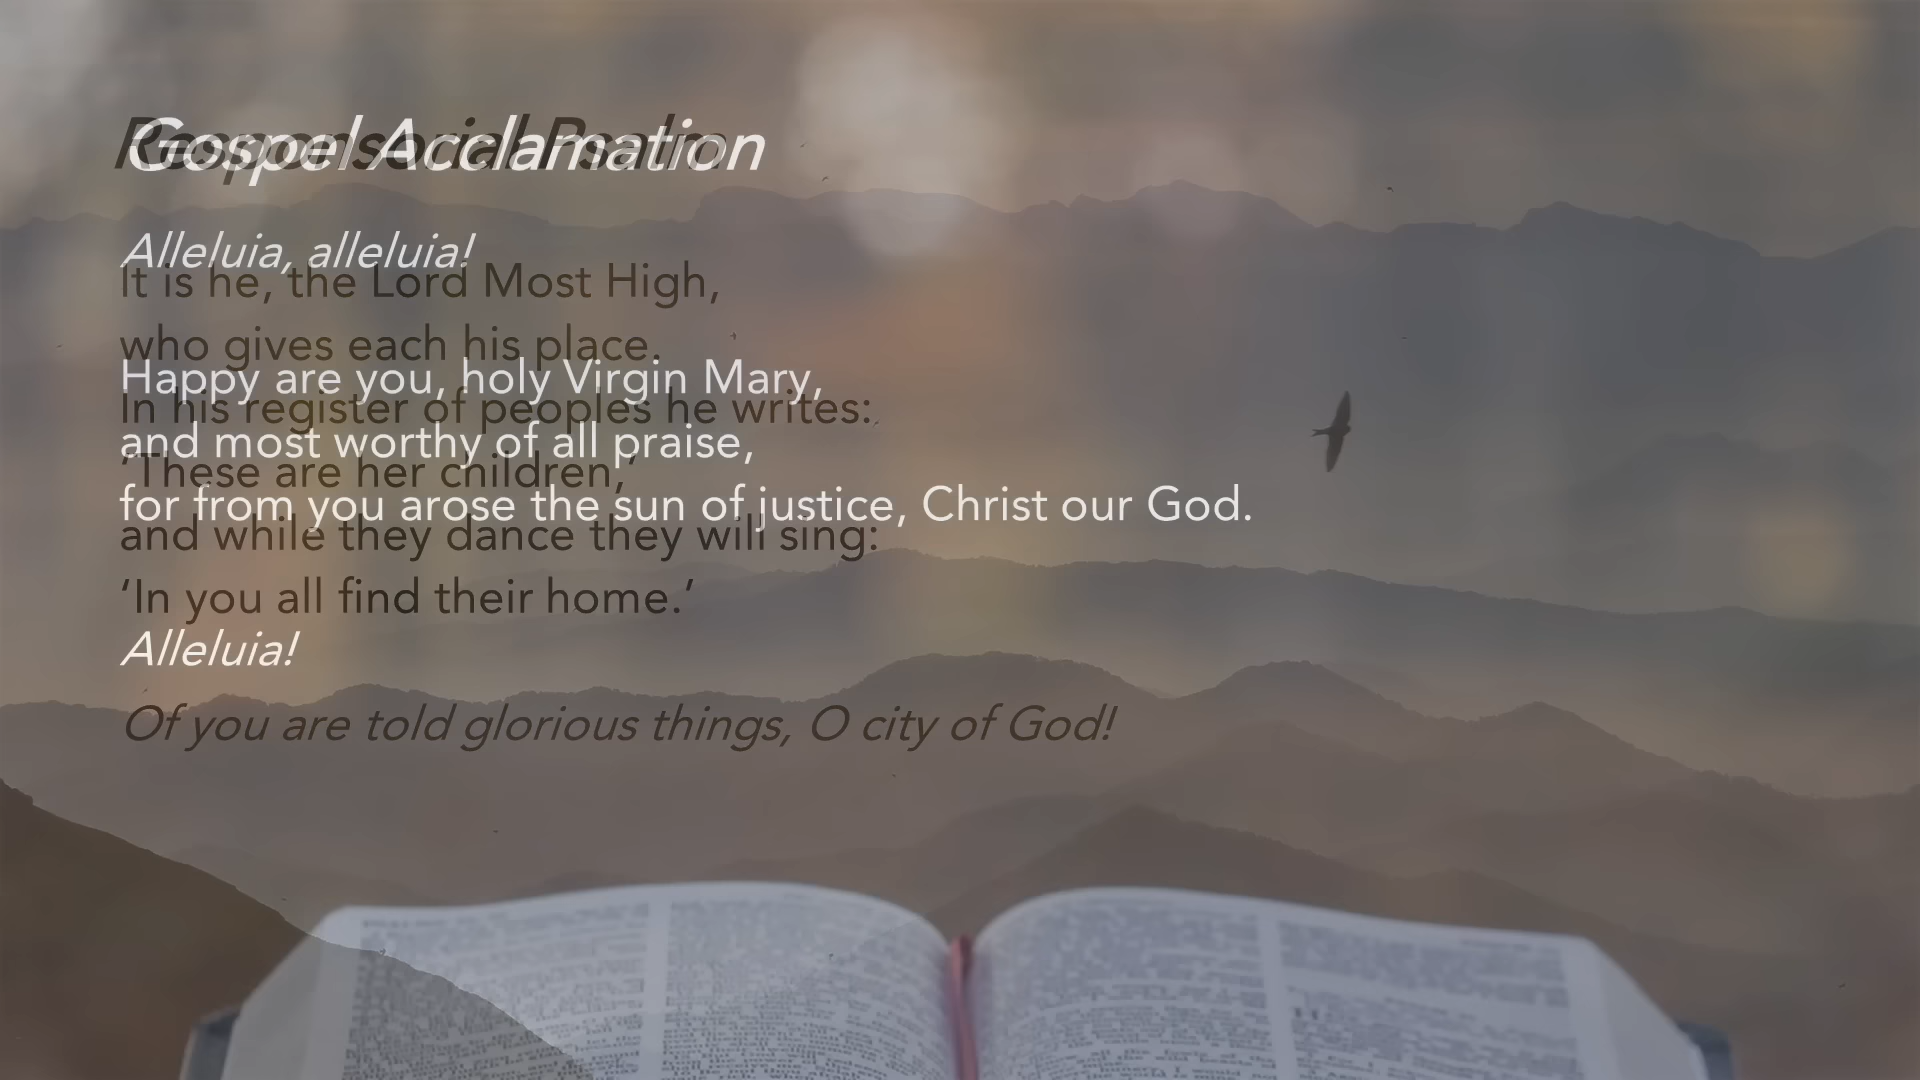 Responsorial Psalm
It is he, the Lord Most High,
who gives each his place.
In his register of peoples he writes:
‘These are her children,’
and while they dance they will sing:
‘In you all find their home.’
Of you are told glorious things, O city of God!
Gospel Acclamation
Alleluia, alleluia!
Happy are you, holy Virgin Mary,
and most worthy of all praise,
for from you arose the sun of justice, Christ our God.
Alleluia!